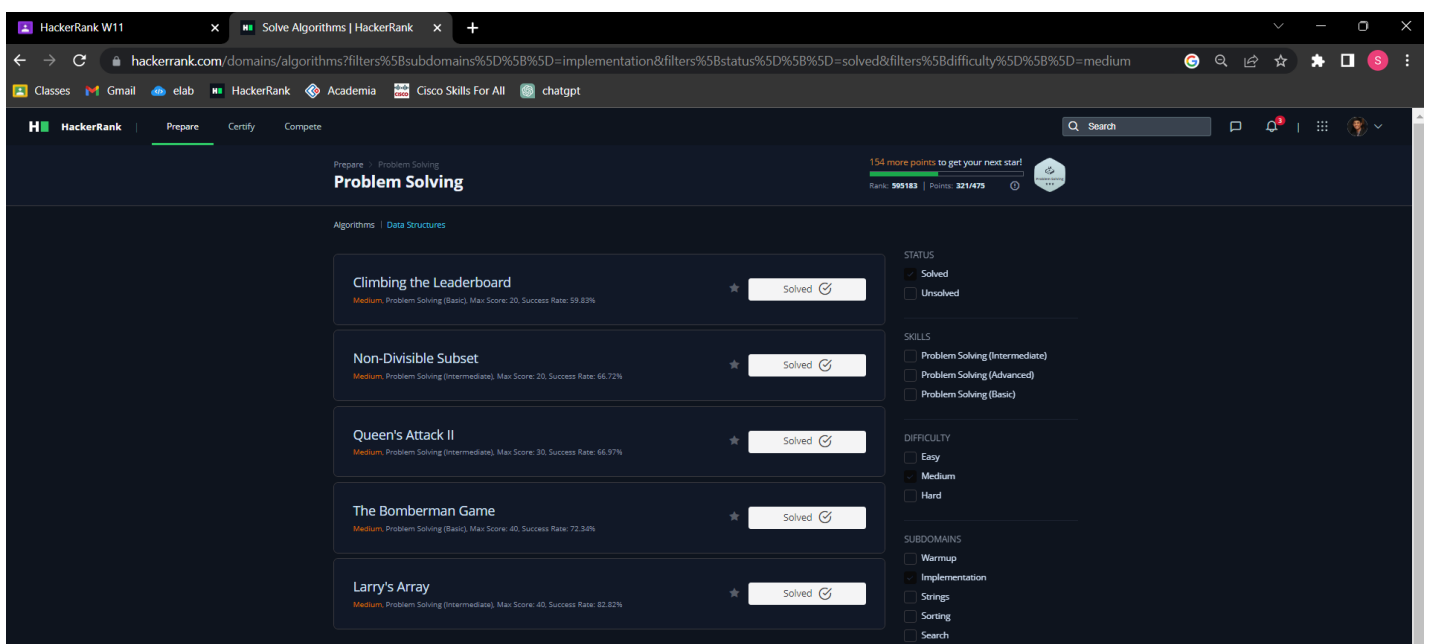 HackerRank W11
Solve Algorithms | HackerRank
hackerrank.com/domains/algorithms?filters%5Bsubdomains%5D%5B%5D=implementation&filters%5Bstatus%5D%5B%5D=solved&filters%5Bdifficulty%5D%5B%5D=medium
S
Classes Gmail elab HackerRank Academia Cisco Skills For All chatgpt
HackerRank | Prepare Certify Compete
Search
3
Prepare > Problem Solving
Problem Solving
154 more points to get your next star!
Rank: 595183 | Points: 321/475
Problem Solving
Algorithms | Data Structures
Climbing the Leaderboard
Medium, Problem Solving (Basic), Max Score: 20, Success Rate: 59.83%
Solved
Non-Divisible Subset
Medium, Problem Solving (Intermediate), Max Score: 20, Success Rate: 66.72%
Solved
Queen's Attack II
Medium, Problem Solving (Intermediate), Max Score: 30, Success Rate: 66.97%
Solved
The Bomberman Game
Medium, Problem Solving (Basic), Max Score: 40, Success Rate: 72.34%
Solved
Larry's Array
Medium, Problem Solving (Intermediate), Max Score: 40, Success Rate: 82.82%
Solved
STATUS
Solved
Unsolved
SKILLS
Problem Solving (Intermediate)
Problem Solving (Advanced)
Problem Solving (Basic)
DIFFICULTY
Easy
Medium
Hard
SUBDOMAINS
Warmup
Implementation
Strings
Sorting
Search